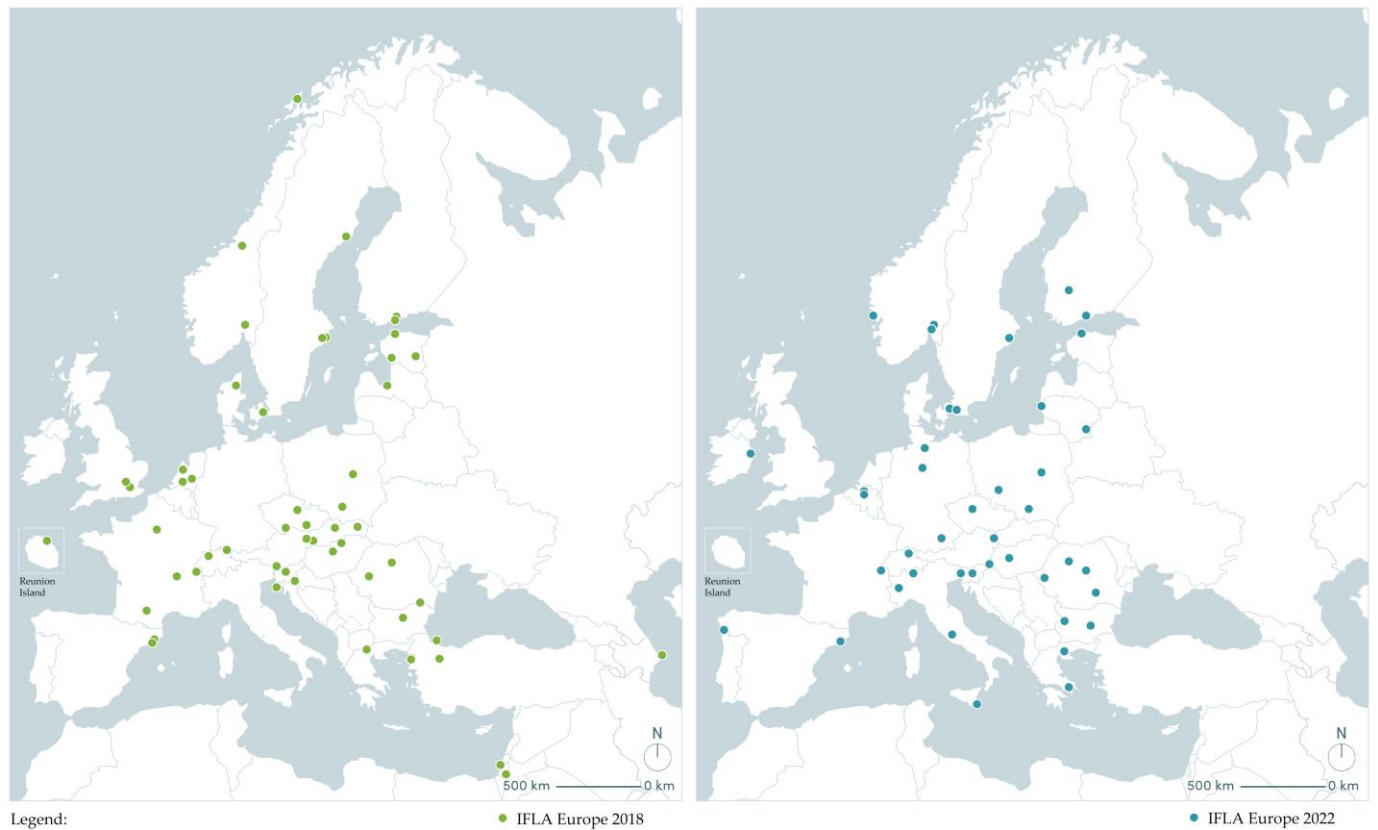 Reunion
Island
N
500 km 0 km
Reunion
Island
N
500 km 0 km
Legend:
IFLA Europe 2018
IFLA Europe 2022